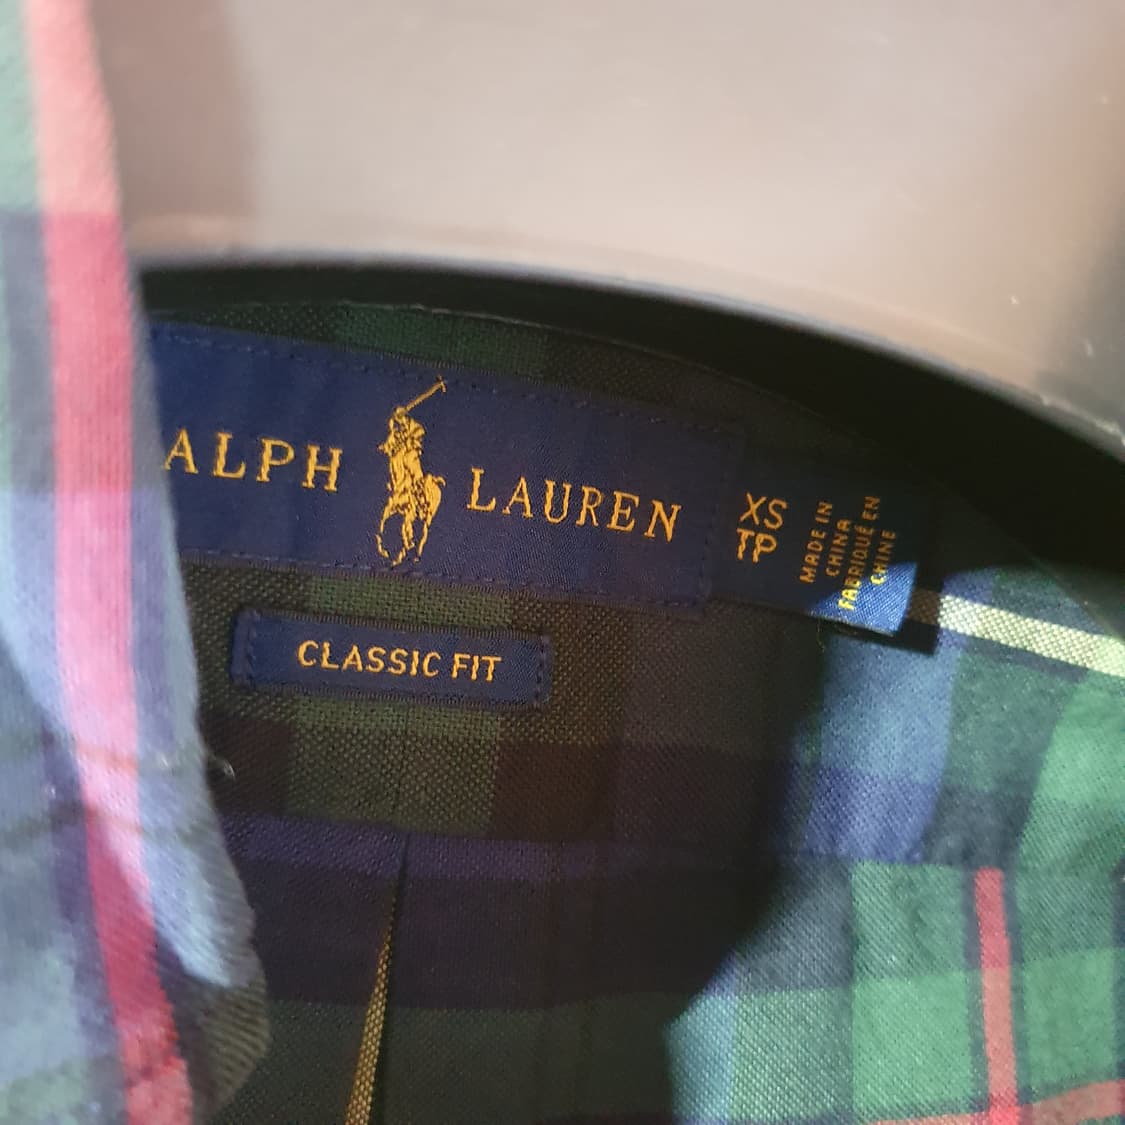 ALPH LAUREN
XS
TP
MADE IN
CHINA
FABRIQUÉ EN
CHINE
CLASSIC FIT